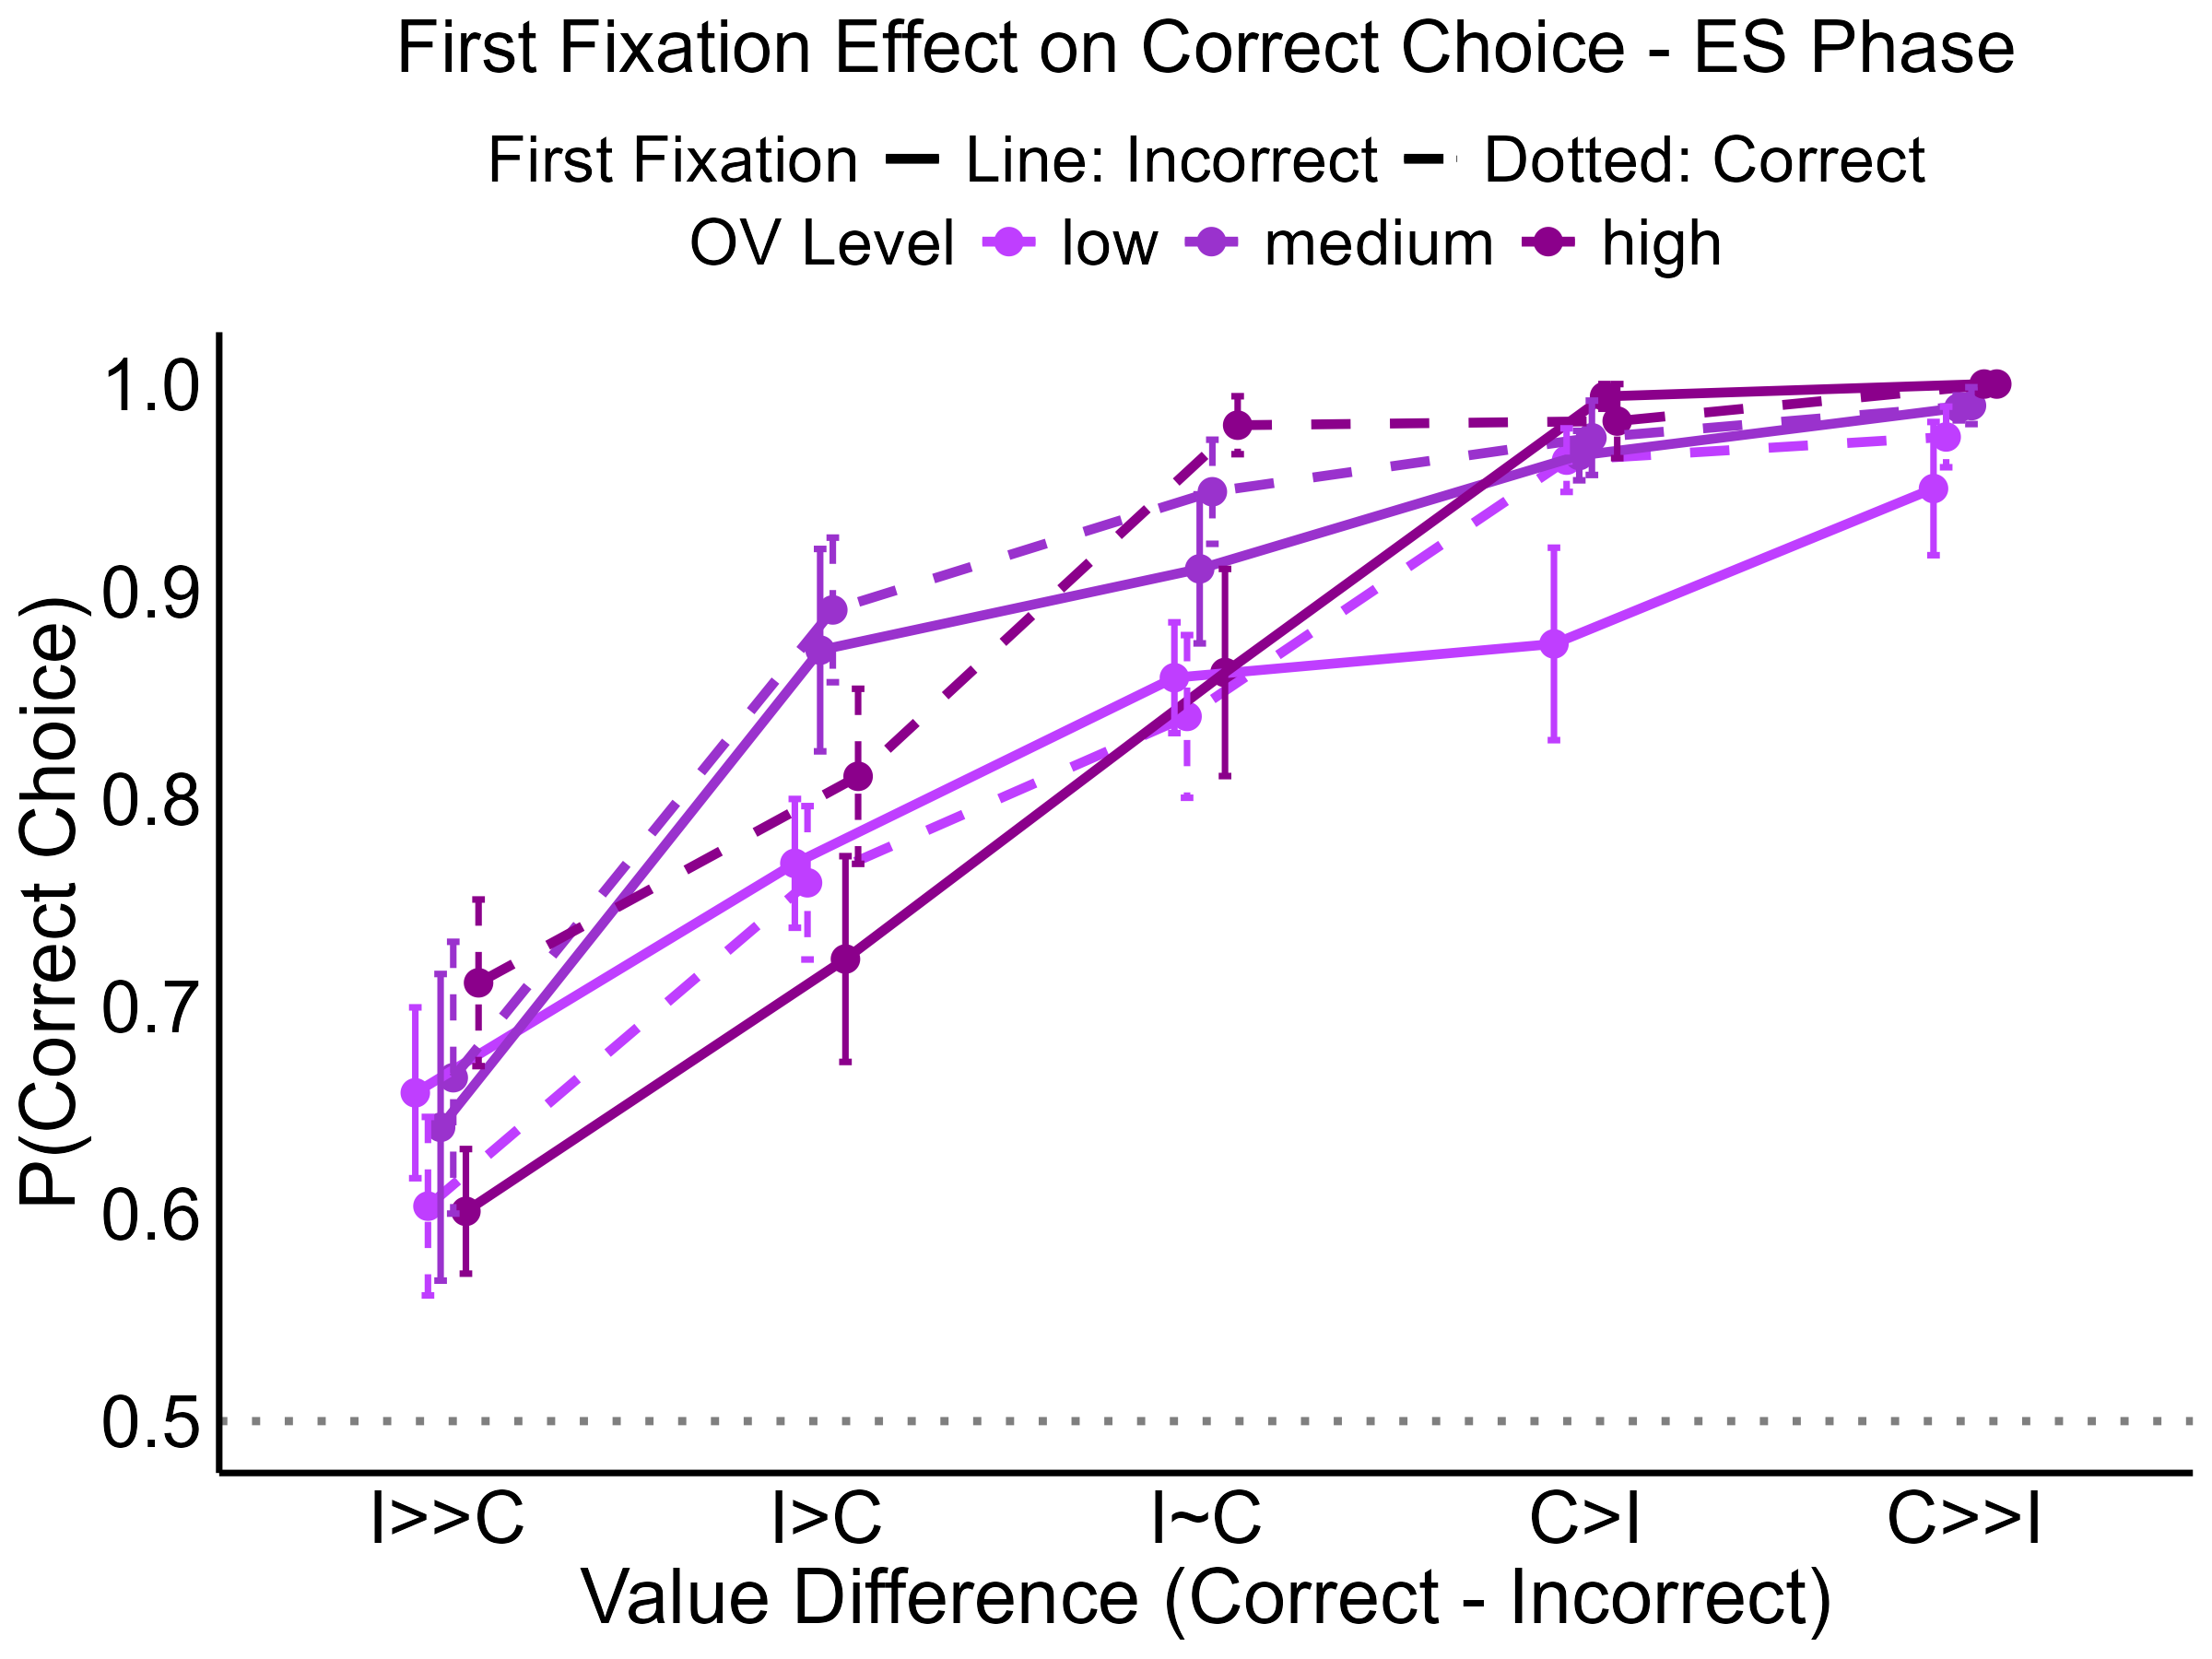 First Fixation Effect on Correct Choice - ES Phase
First Fixation Line: Incorrect Dotted: Correct
OV Level low medium high
P(Correct Choice)
1.0
0.9
0.8
0.7
0.6
0.5
I>>C I>C I~C C>I C>>I
Value Difference (Correct - Incorrect)